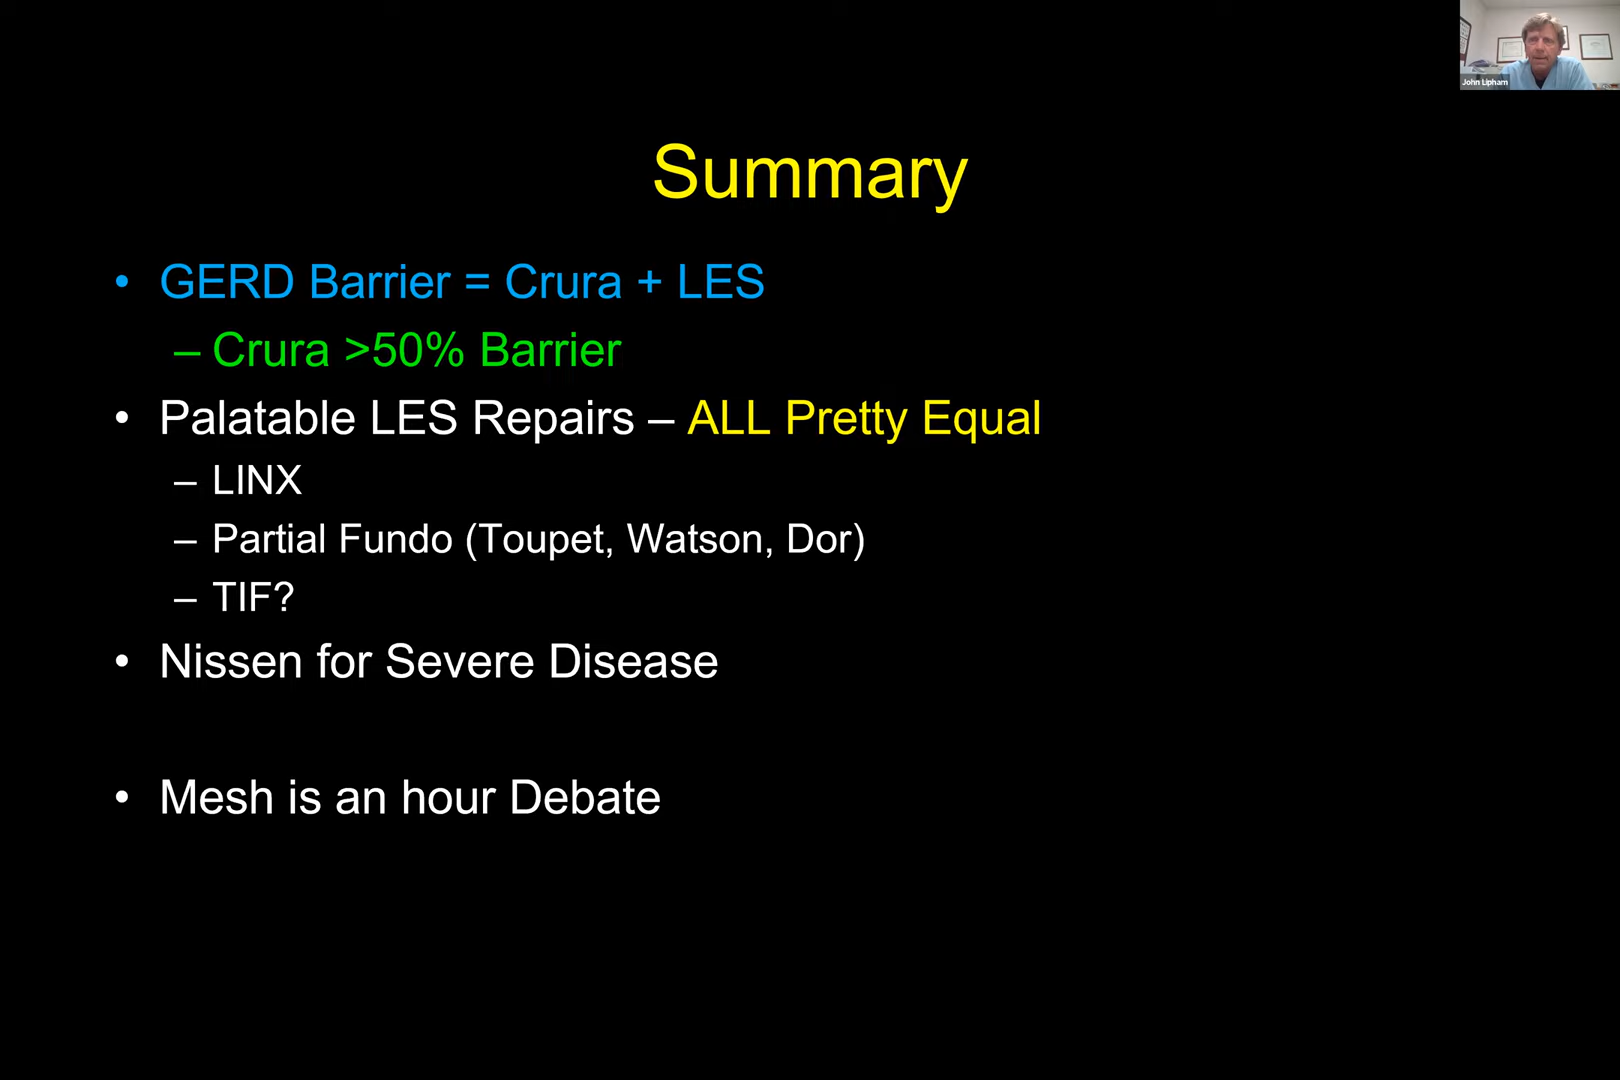 John Lipham
Summary
• GERD Barrier = Crura + LES
– Crura >50% Barrier
• Palatable LES Repairs – ALL Pretty Equal
– LINX
– Partial Fundo (Toupet, Watson, Dor)
– TIF?
• Nissen for Severe Disease
• Mesh is an hour Debate